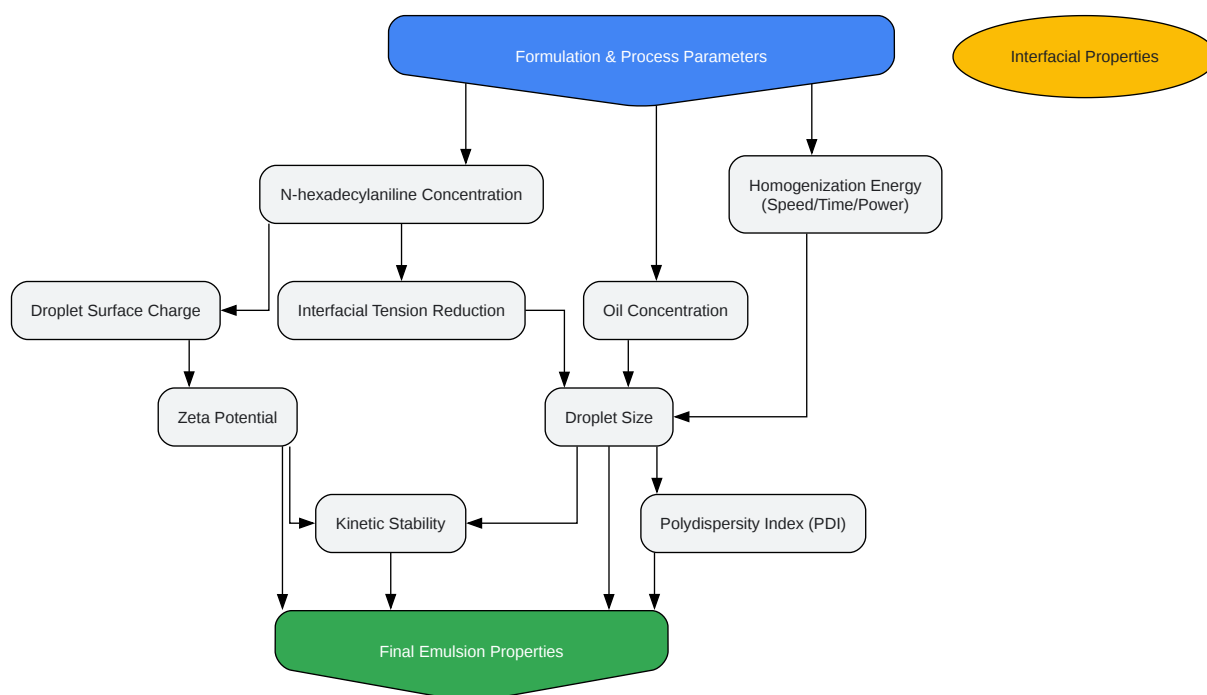 Formulation & Process Parameters
Interfacial Properties
N-hexadecylaniline Concentration
Homogenization Energy
(Speed/Time/Power)
Droplet Surface Charge
Interfacial Tension Reduction
Oil Concentration
Zeta Potential
Droplet Size
Kinetic Stability
Polydispersity Index (PDI)
Final Emulsion Properties